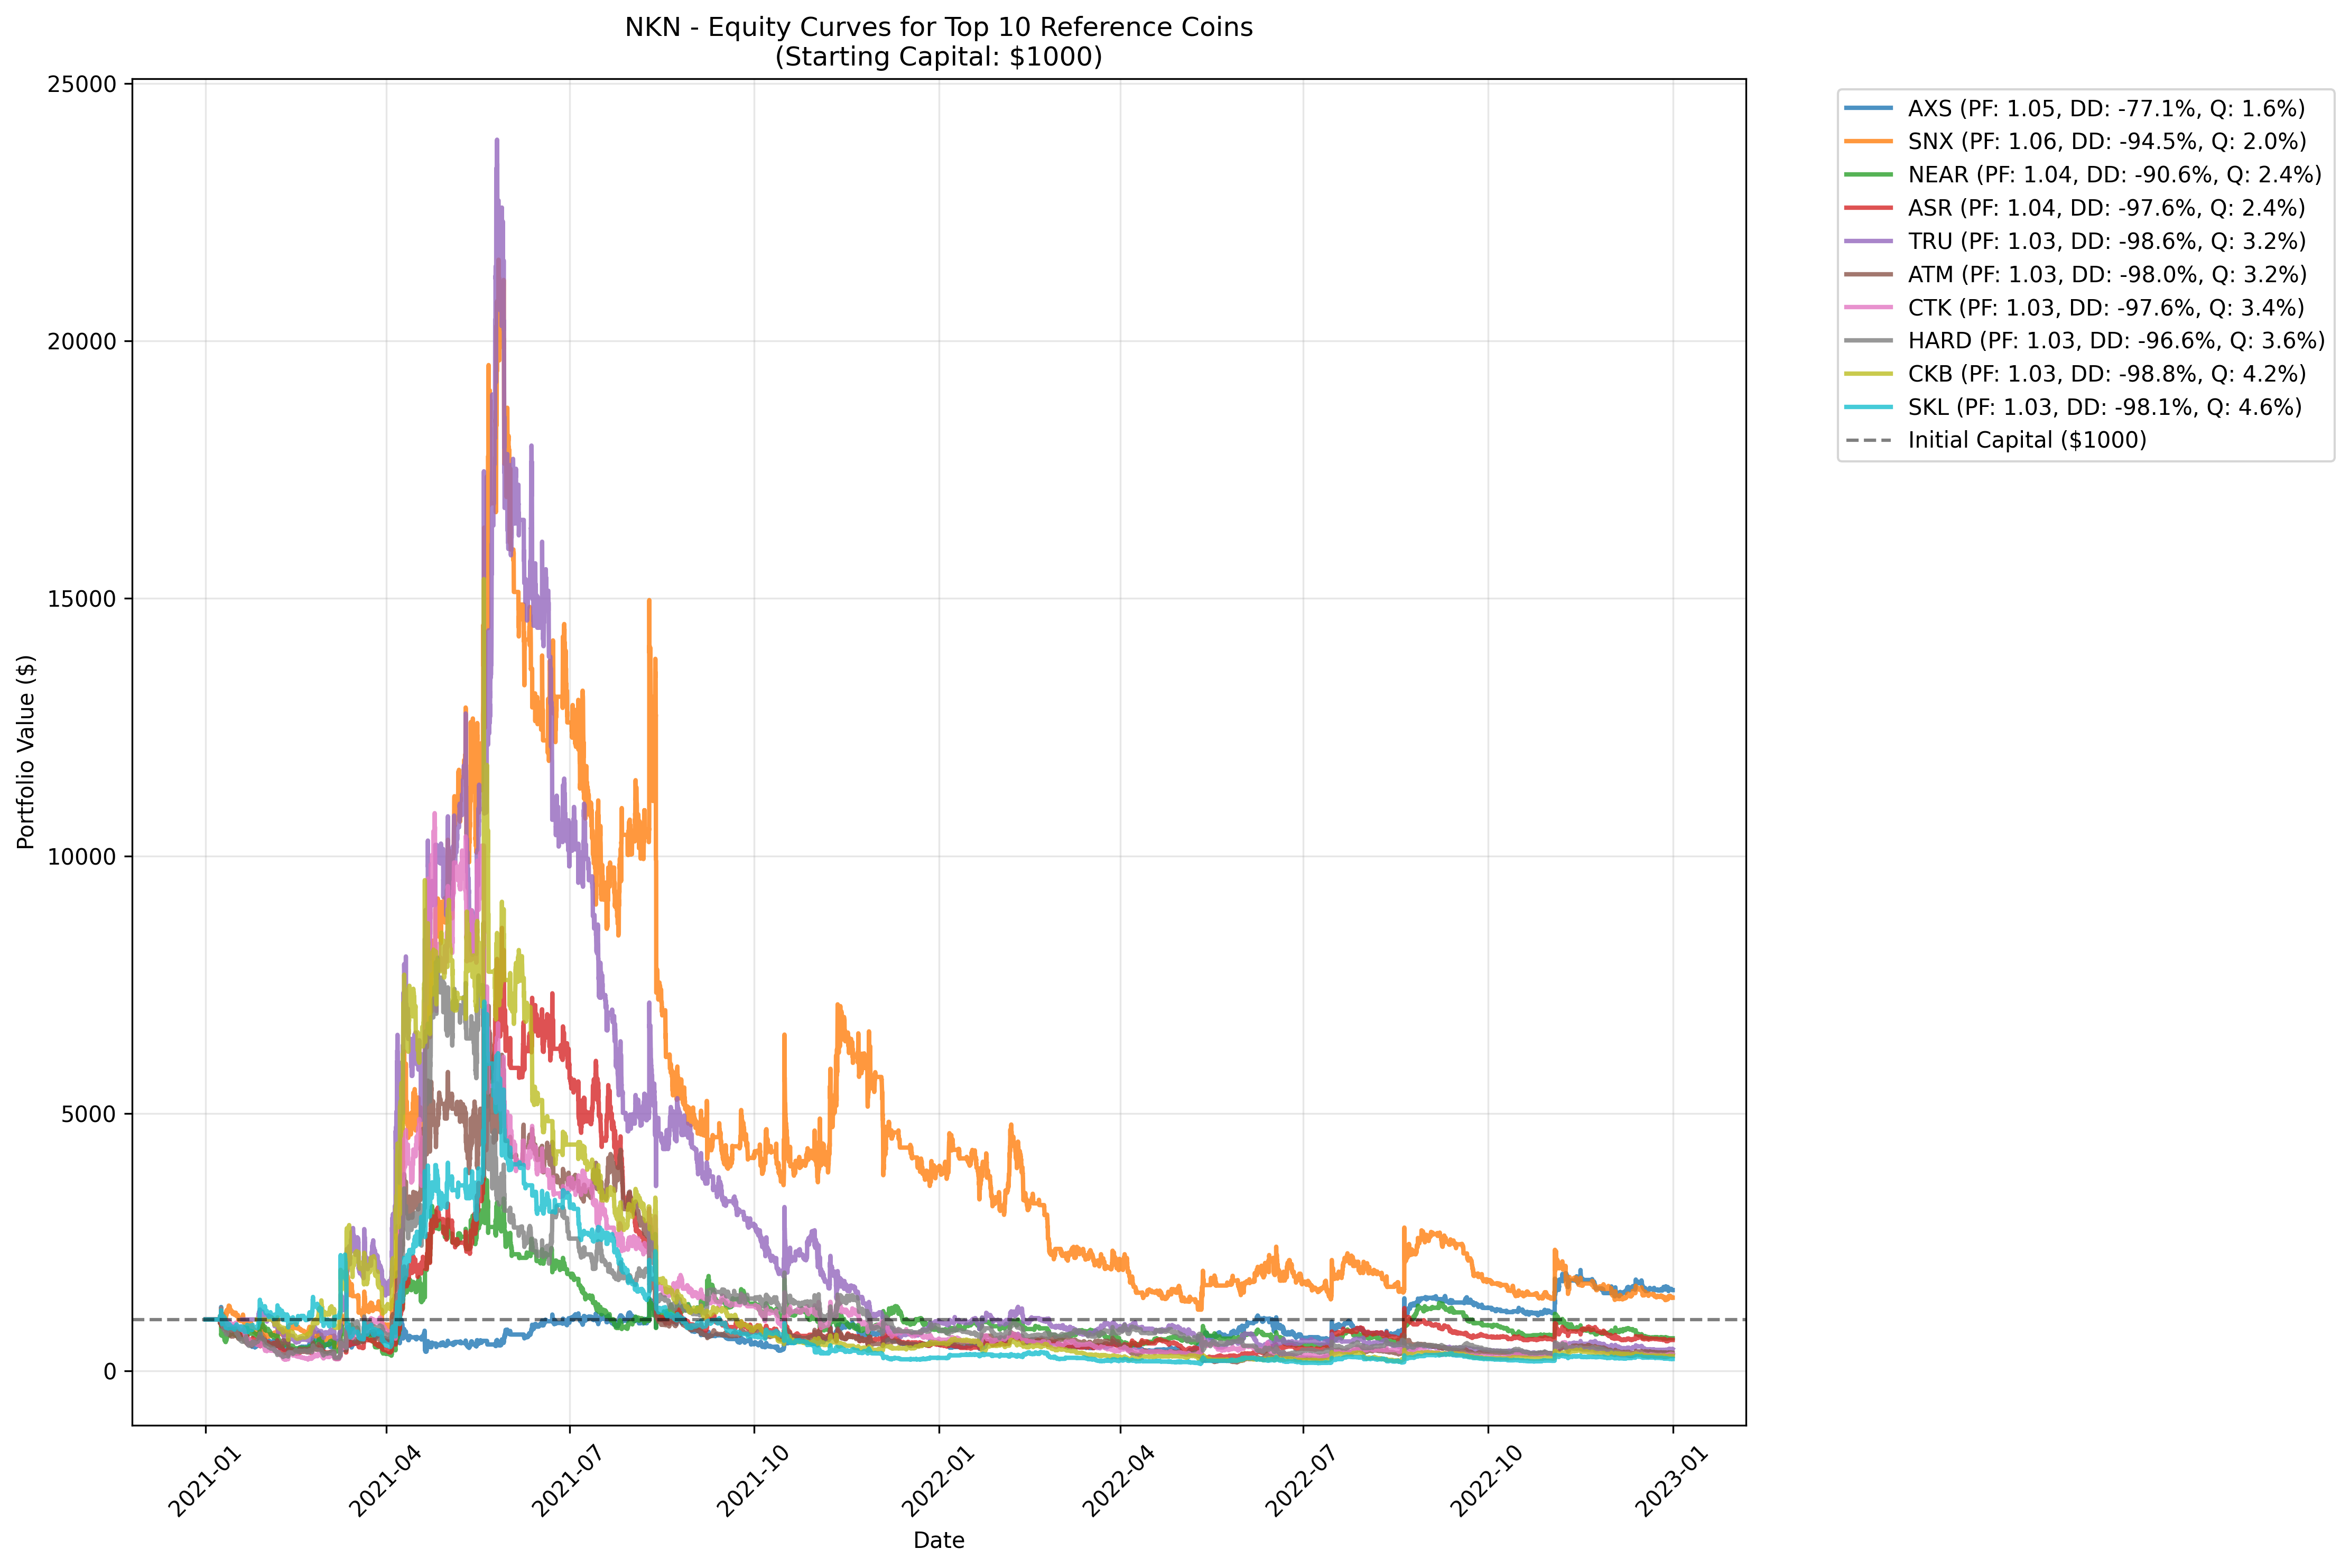 NKN - Equity Curves for Top 10 Reference Coins
(Starting Capital: $1000)
25000
20000
15000
10000
5000
0
Portfolio Value ($)
2021-01
2021-04
2021-07
2021-10
2022-01
2022-04
2022-07
2022-10
2023-01
Date
AXS (PF: 1.05, DD: -77.1%, Q: 1.6%)
SNX (PF: 1.06, DD: -94.5%, Q: 2.0%)
NEAR (PF: 1.04, DD: -90.6%, Q: 2.4%)
ASR (PF: 1.04, DD: -97.6%, Q: 2.4%)
TRU (PF: 1.03, DD: -98.6%, Q: 3.2%)
ATM (PF: 1.03, DD: -98.0%, Q: 3.2%)
CTK (PF: 1.03, DD: -97.6%, Q: 3.4%)
HARD (PF: 1.03, DD: -96.6%, Q: 3.6%)
CKB (PF: 1.03, DD: -98.8%, Q: 4.2%)
SKL (PF: 1.03, DD: -98.1%, Q: 4.6%)
Initial Capital ($1000)